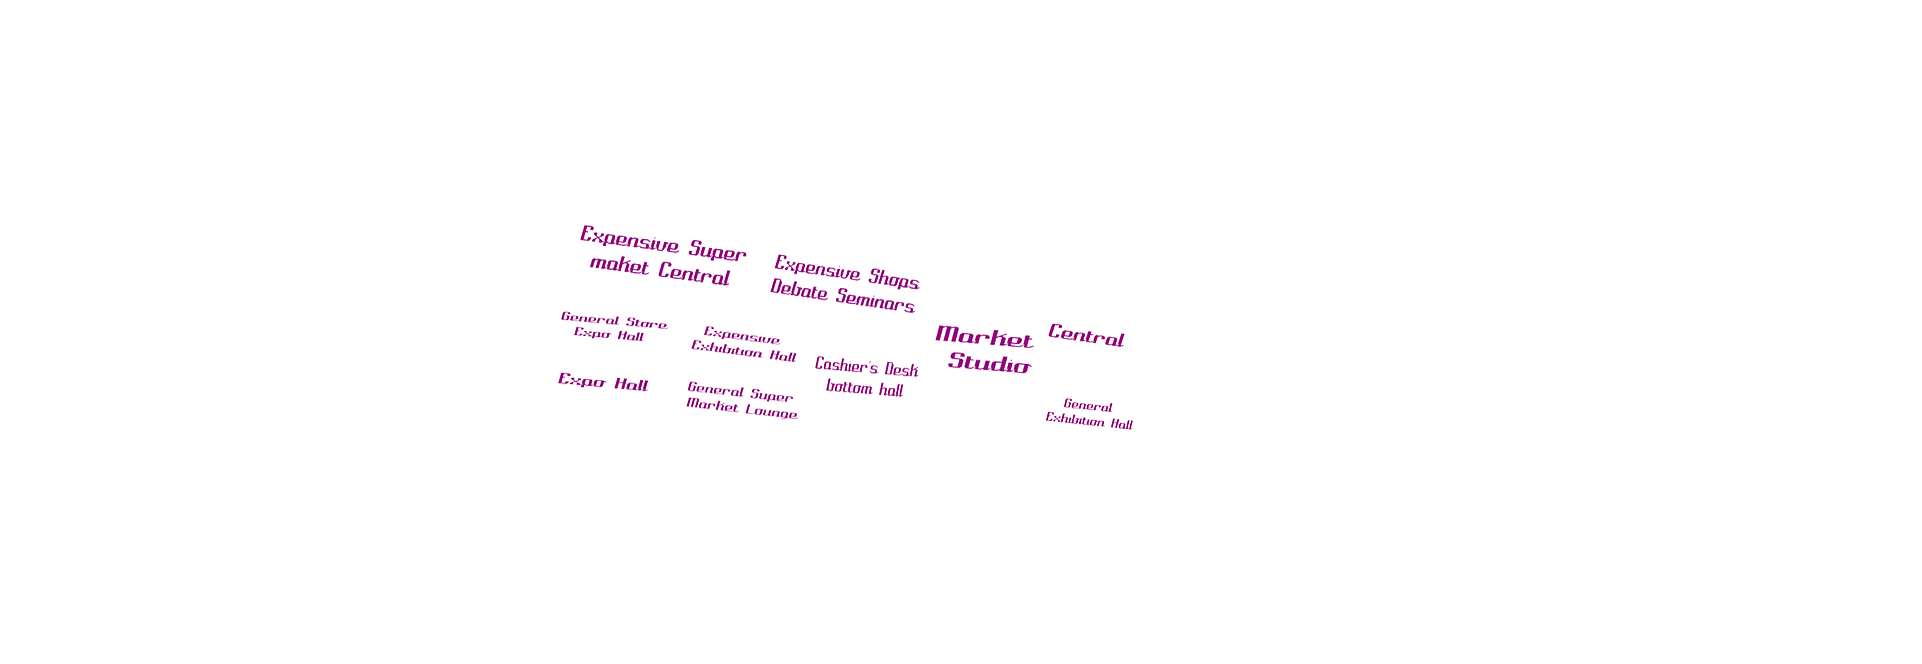 Expensive Super
maket Central
Expensive Shops
Debate Seminars
General Store
Expo Hall
Expensive
Exhibition Hall
Market
Studio
Central
Cashier's Desk
bottom hall
Expo Hall
General Super
Market Lounge
General
Exhibition Hall